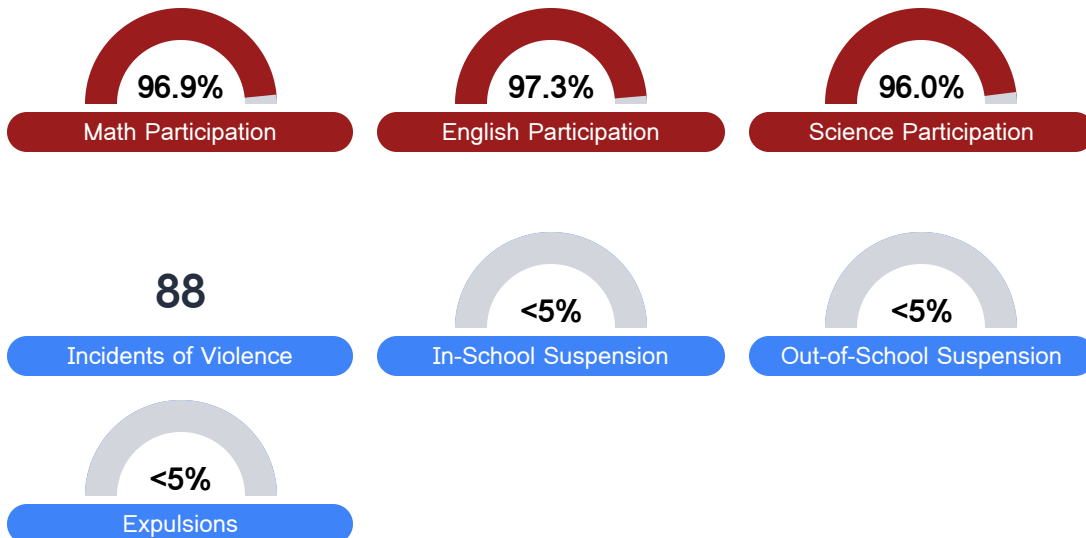 96.9%
Math Participation
97.3%
English Participation
96.0%
Science Participation
88
Incidents of Violence
<5%
In-School Suspension
<5%
Out-of-School Suspension
<5%
Expulsions